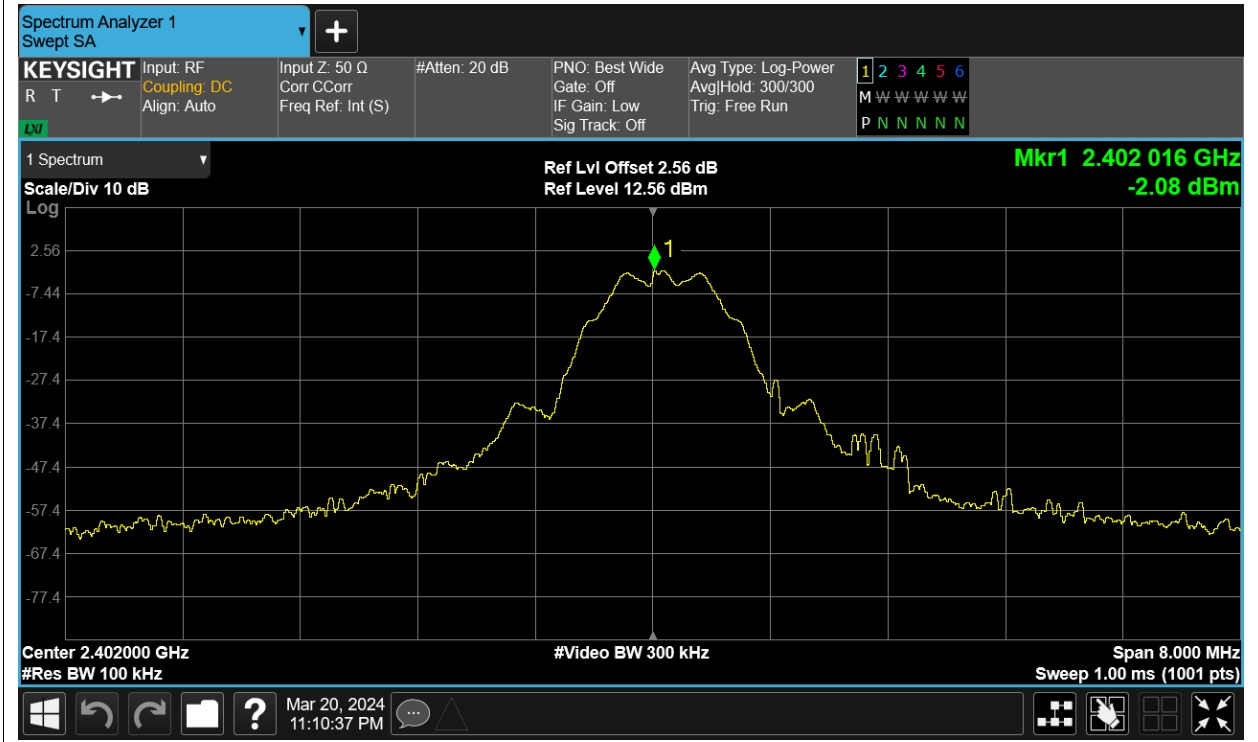 Spectrum Analyzer 1
Swept SA
+
KEYSIGHT
R T
LXI
Input: RF
Coupling: DC
Align: Auto
Input Z: 50 Ω
Corr CCorr
Freq Ref: Int (S)
#Atten: 20 dB
PNO: Best Wide
Gate: Off
IF Gain: Low
Sig Track: Off
Avg Type: Log-Power
Avg|Hold: 300/300
Trig: Free Run
1 2 3 4 5 6
M W W W W W
P N N N N N
1 Spectrum
Scale/Div 10 dB
Log
Ref Lvl Offset 2.56 dB
Ref Level 12.56 dBm
Mkr1 2.402 016 GHz
-2.08 dBm
1
2.56
-7.44
-17.4
-27.4
-37.4
-47.4
-57.4
-67.4
-77.4
Center 2.402000 GHz
#Res BW 100 kHz
#Video BW 300 kHz
Span 8.000 MHz
Sweep 1.00 ms (1001 pts)
?
Mar 20, 2024
11:10:37 PM